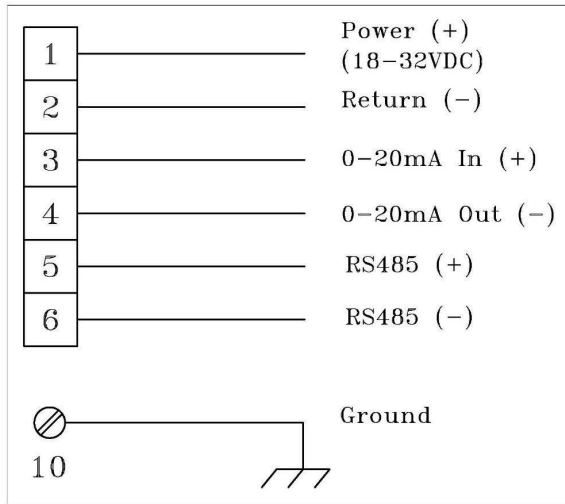 1 Power (+)
(18-32VDC)
2 Return (-)
3 0-20mA In (+)
4 0-20mA Out (-)
5 RS485 (+)
6 RS485 (-)
Ground
10